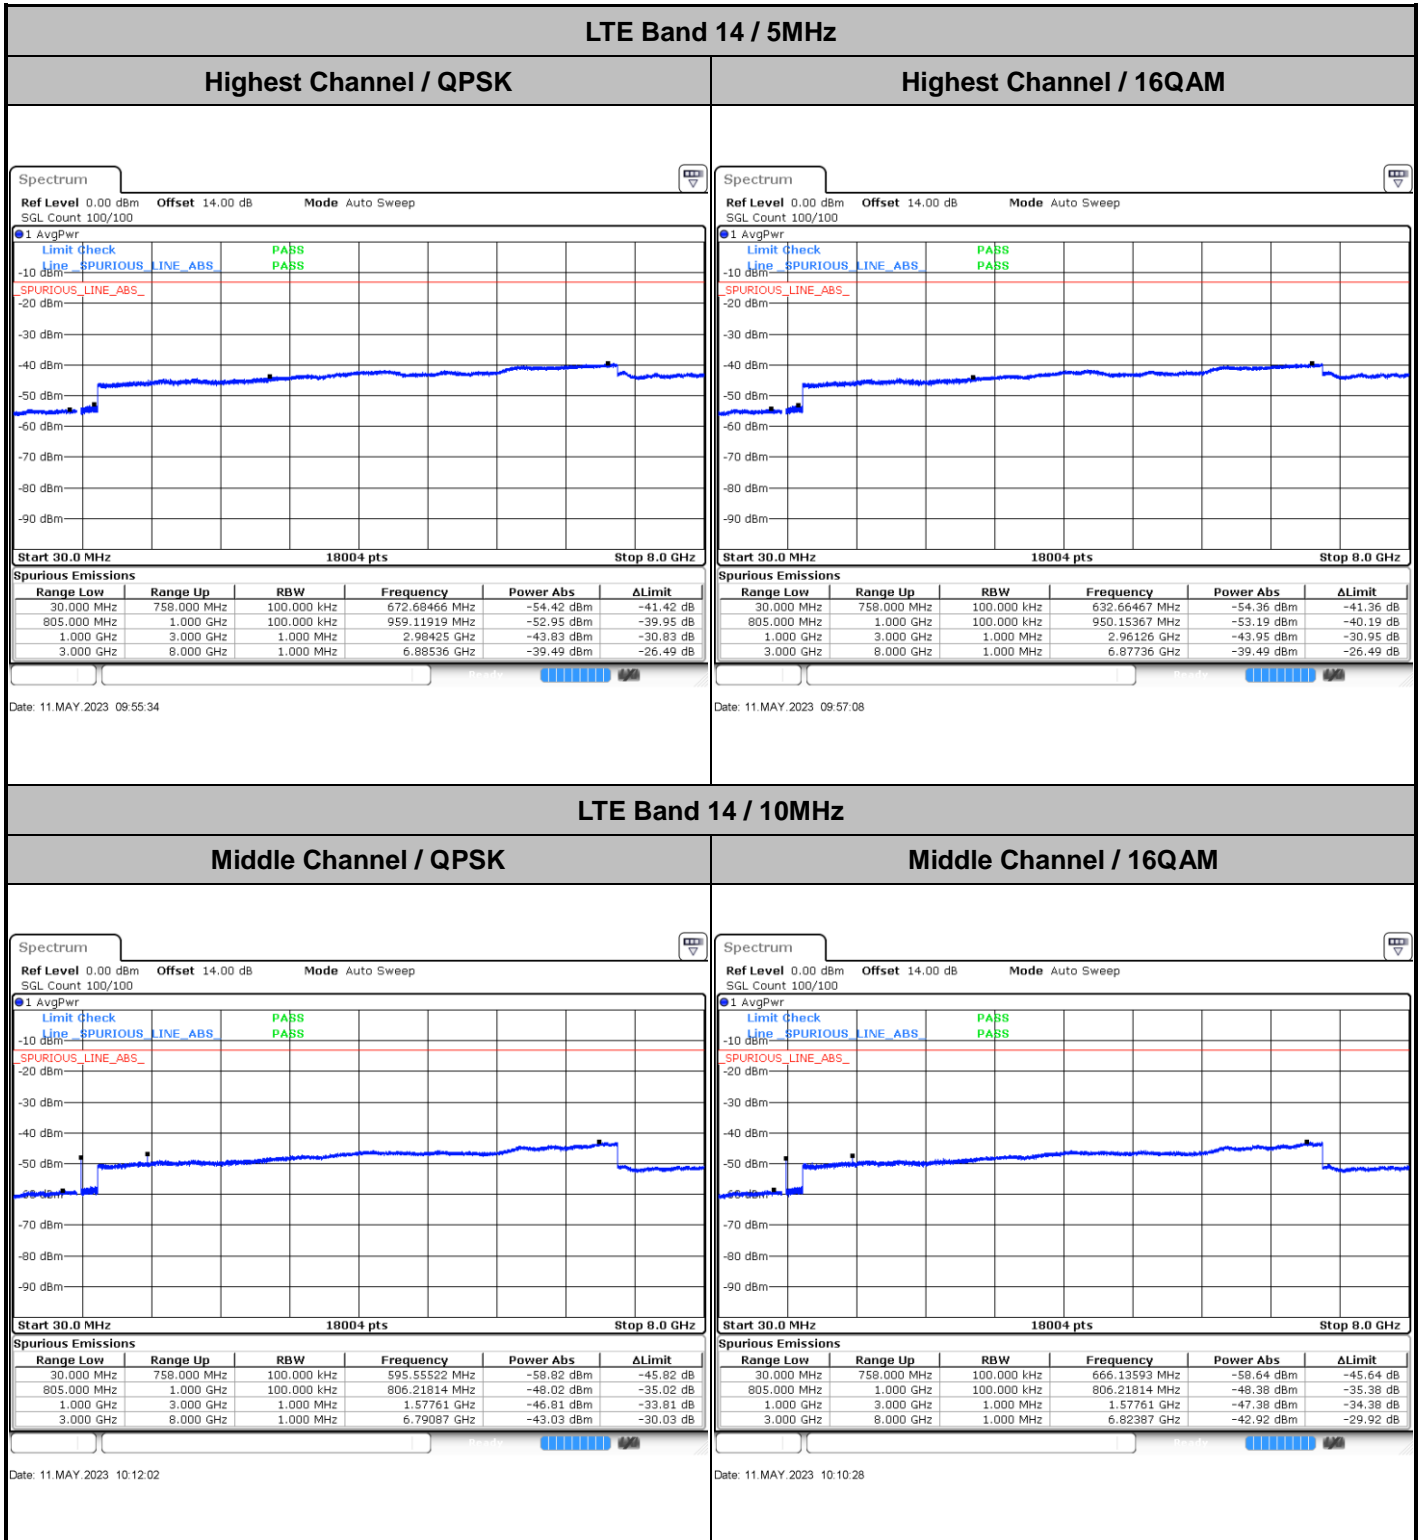 LTE Band 14 / 5MHz
Highest Channel / QPSK
Highest Channel / 16QAM
Spectrum
Ref Level 0.00 dBm Offset 14.00 dB Mode Auto Sweep
SGL Count 100/100
1 AvgPwr
Limit Check PASS
Line _SPURIOUS_LINE_ABS_ PASS
-10 dBm
_SPURIOUS_LINE_ABS_
-20 dBm
-30 dBm
-40 dBm
-50 dBm
-60 dBm
-70 dBm
-80 dBm
-90 dBm
Start 30.0 MHz 18004 pts Stop 8.0 GHz
Spurious Emissions
Range Low Range Up RBW Frequency Power Abs ΔLimit
30.000 MHz 758.000 MHz 100.000 kHz 672.68466 MHz -54.42 dBm -41.42 dB
805.000 MHz 1.000 GHz 100.000 kHz 959.11919 MHz -52.95 dBm -39.95 dB
1.000 GHz 3.000 GHz 1.000 MHz 2.98425 GHz -43.83 dBm -30.83 dB
3.000 GHz 8.000 GHz 1.000 MHz 6.88536 GHz -39.49 dBm -26.49 dB
Ready
Date: 11.MAY.2023 09:55:34
Spectrum
Ref Level 0.00 dBm Offset 14.00 dB Mode Auto Sweep
SGL Count 100/100
1 AvgPwr
Limit Check PASS
Line _SPURIOUS_LINE_ABS_ PASS
-10 dBm
_SPURIOUS_LINE_ABS_
-20 dBm
-30 dBm
-40 dBm
-50 dBm
-60 dBm
-70 dBm
-80 dBm
-90 dBm
Start 30.0 MHz 18004 pts Stop 8.0 GHz
Spurious Emissions
Range Low Range Up RBW Frequency Power Abs ΔLimit
30.000 MHz 758.000 MHz 100.000 kHz 632.66467 MHz -54.36 dBm -41.36 dB
805.000 MHz 1.000 GHz 100.000 kHz 950.15367 MHz -53.19 dBm -40.19 dB
1.000 GHz 3.000 GHz 1.000 MHz 2.96126 GHz -43.95 dBm -30.95 dB
3.000 GHz 8.000 GHz 1.000 MHz 6.87736 GHz -39.49 dBm -26.49 dB
Ready
Date: 11.MAY.2023 09:57:08
LTE Band 14 / 10MHz
Middle Channel / QPSK
Middle Channel / 16QAM
Spectrum
Ref Level 0.00 dBm Offset 14.00 dB Mode Auto Sweep
SGL Count 100/100
1 AvgPwr
Limit Check PASS
Line _SPURIOUS_LINE_ABS_ PASS
-10 dBm
_SPURIOUS_LINE_ABS_
-20 dBm
-30 dBm
-40 dBm
-50 dBm
-60 dBm
-70 dBm
-80 dBm
-90 dBm
Start 30.0 MHz 18004 pts Stop 8.0 GHz
Spurious Emissions
Range Low Range Up RBW Frequency Power Abs ΔLimit
30.000 MHz 758.000 MHz 100.000 kHz 595.55522 MHz -58.82 dBm -45.82 dB
805.000 MHz 1.000 GHz 100.000 kHz 806.21814 MHz -48.02 dBm -35.02 dB
1.000 GHz 3.000 GHz 1.000 MHz 1.57761 GHz -46.81 dBm -33.81 dB
3.000 GHz 8.000 GHz 1.000 MHz 6.79087 GHz -43.03 dBm -30.03 dB
Ready
Date: 11.MAY.2023 10:12:02
Spectrum
Ref Level 0.00 dBm Offset 14.00 dB Mode Auto Sweep
SGL Count 100/100
1 AvgPwr
Limit Check PASS
Line _SPURIOUS_LINE_ABS_ PASS
-10 dBm
_SPURIOUS_LINE_ABS_
-20 dBm
-30 dBm
-40 dBm
-50 dBm
-60 dBm
-70 dBm
-80 dBm
-90 dBm
Start 30.0 MHz 18004 pts Stop 8.0 GHz
Spurious Emissions
Range Low Range Up RBW Frequency Power Abs ΔLimit
30.000 MHz 758.000 MHz 100.000 kHz 666.13593 MHz -58.64 dBm -45.64 dB
805.000 MHz 1.000 GHz 100.000 kHz 806.21814 MHz -48.38 dBm -35.38 dB
1.000 GHz 3.000 GHz 1.000 MHz 1.57761 GHz -47.38 dBm -34.38 dB
3.000 GHz 8.000 GHz 1.000 MHz 6.82387 GHz -42.92 dBm -29.92 dB
Ready
Date: 11.MAY.2023 10:10:28